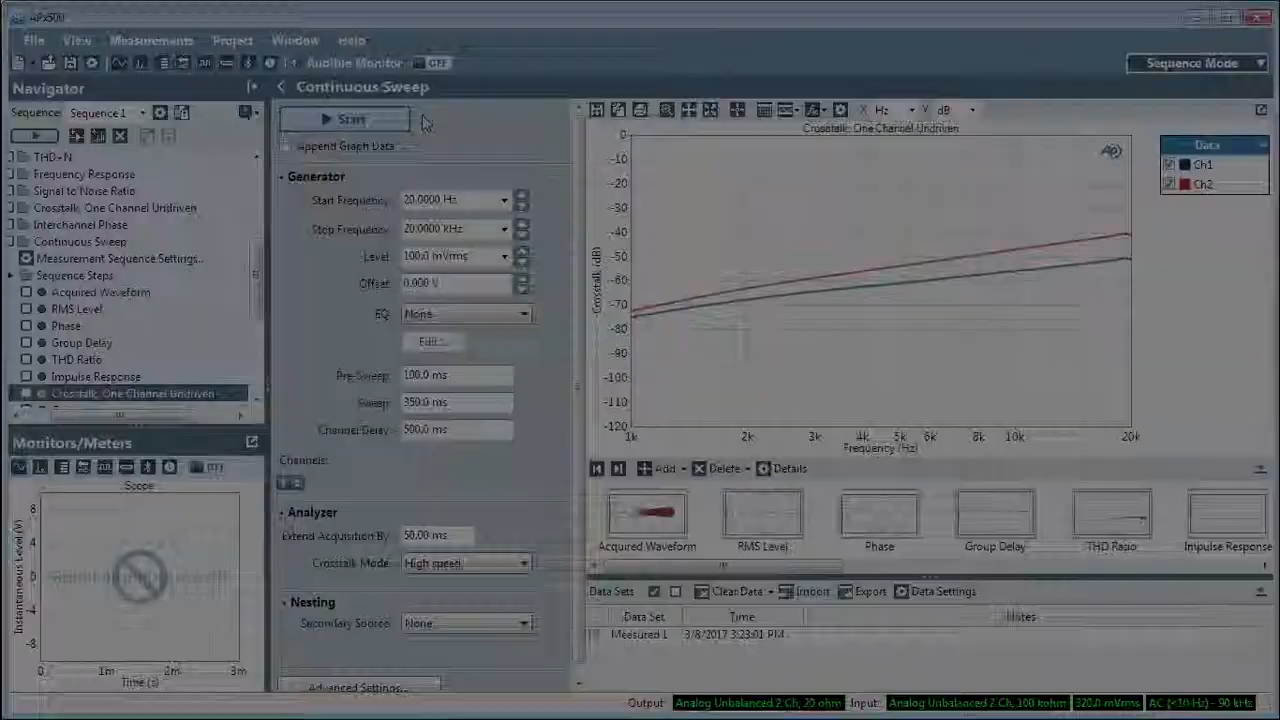 APx500
File View Measurements Project Window Help
Audible Monitor OFF
Sequence Mode
Navigator
Continuous Sweep
Sequence: Sequence 1
Start
X Hz Y dB
Append Graph Data
Crosstalk, One Channel Undriven
THD+N
Frequency Response
Signal to Noise Ratio
Crosstalk, One Channel Undriven
Interchannel Phase
Continuous Sweep
Measurement Sequence Settings...
Sequence Steps
Acquired Waveform
RMS Level
Phase
Group Delay
THD Ratio
Impulse Response
Crosstalk, One Channel Undriven
Generator
Start Frequency: 20.0000 Hz
Stop Frequency: 20.0000 kHz
Level: 100.0 mVrms
Offset: 0.000 V
EQ: None
Edit...
Pre-Sweep: 100.0 ms
Sweep: 350.0 ms
Channel Delay: 500.0 ms
Channels:
1 2
Analyzer
Extend Acquisition By: 50.00 ms
Crosstalk Mode: High speed
Nesting
Secondary Source: None
Advanced Settings...
Data
Ch1
Ch2
Crosstalk (dB)
0
-10
-20
-30
-40
-50
-60
-70
-80
-90
-100
-110
-120
1k 2k 3k 4k 5k 6k 10k 20k
Frequency (Hz)
Add Delete Details
Acquired Waveform RMS Level Phase Group Delay THD Ratio Impulse Response
Data Sets Clear Data Import Export Data Settings
Data Set Time Notes
Measured 1 3/8/2017 3:23:01 PM
Monitors/Meters
OFF
Scope
Instantaneous Level (V)
8
4
0
-4
-8
0 1m 2m 3m
Time (s)
Output: Analog Unbalanced 2 Ch, 20 ohm Input: Analog Unbalanced 2 Ch, 100 kohm 320.0 mVrms AC (<10 Hz) - 90 kHz